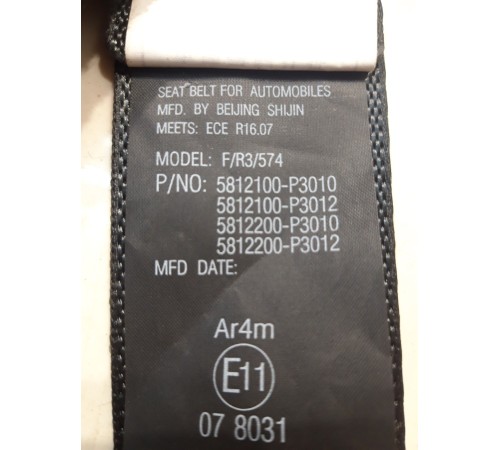 SEAT BELT FOR AUTOMOBILES
MFD. BY BEIJING SHIJIN
MEETS: ECE R16.07
MODEL: F/R3/574
P/NO: 5812100-P3010
5812100-P3012
5812200-P3010
5812200-P3012
MFD DATE:
Ar4m
E11
07 8031